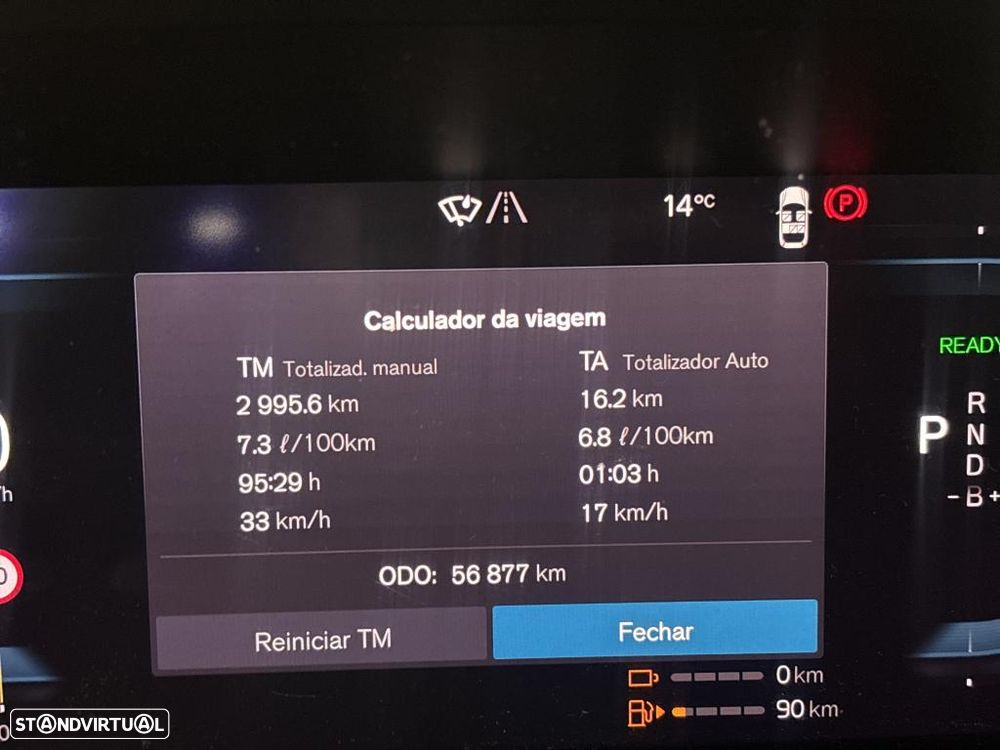 14°C
P
Calculador da viagem
TM Totalizad. manual
2 995.6 km
7.3 ℓ/100km
95:29 h
33 km/h
TA Totalizador Auto
16.2 km
6.8 ℓ/100km
01:03 h
17 km/h
ODO: 56 877 km
Reiniciar TM
Fechar
READY
P
R
N
D
-B+
0 km
90 km
STANDVIRTUAL